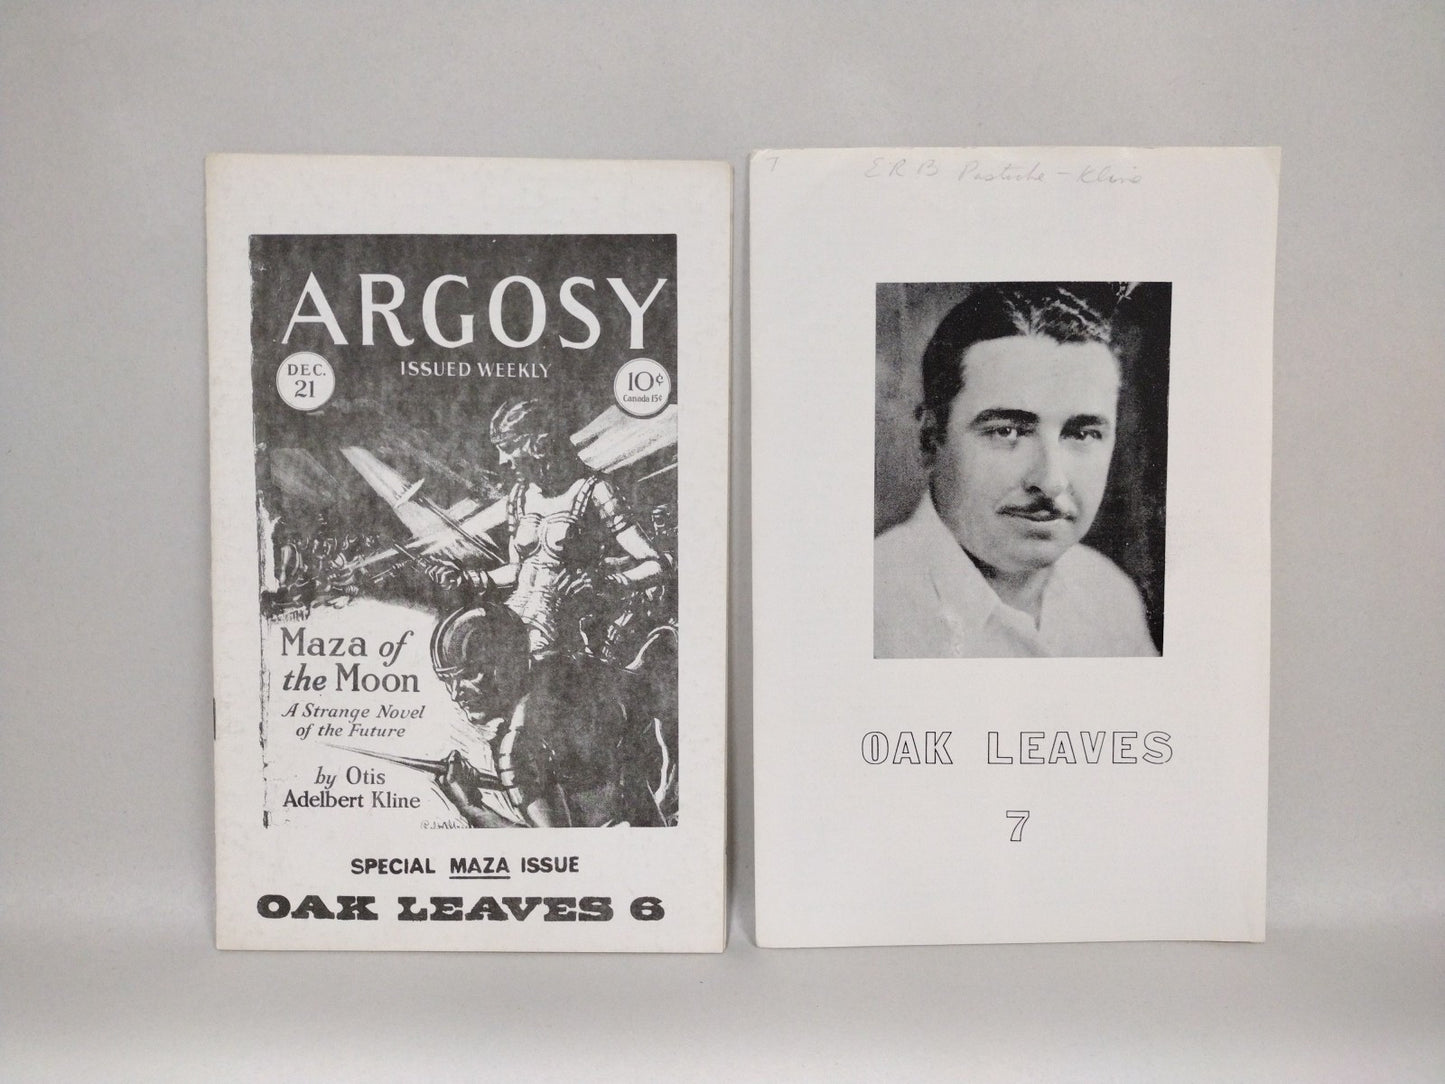 ARGOSY
ISSUED WEEKLY
DEC.
21
10¢
Canada 15¢
Maza of
the Moon
A Strange Novel
of the Future
by Otis
Adelbert Kline
SPECIAL MAZA ISSUE
OAK LEAVES 6
7
ERB Pastiche - Kline
OAK LEAVES
7